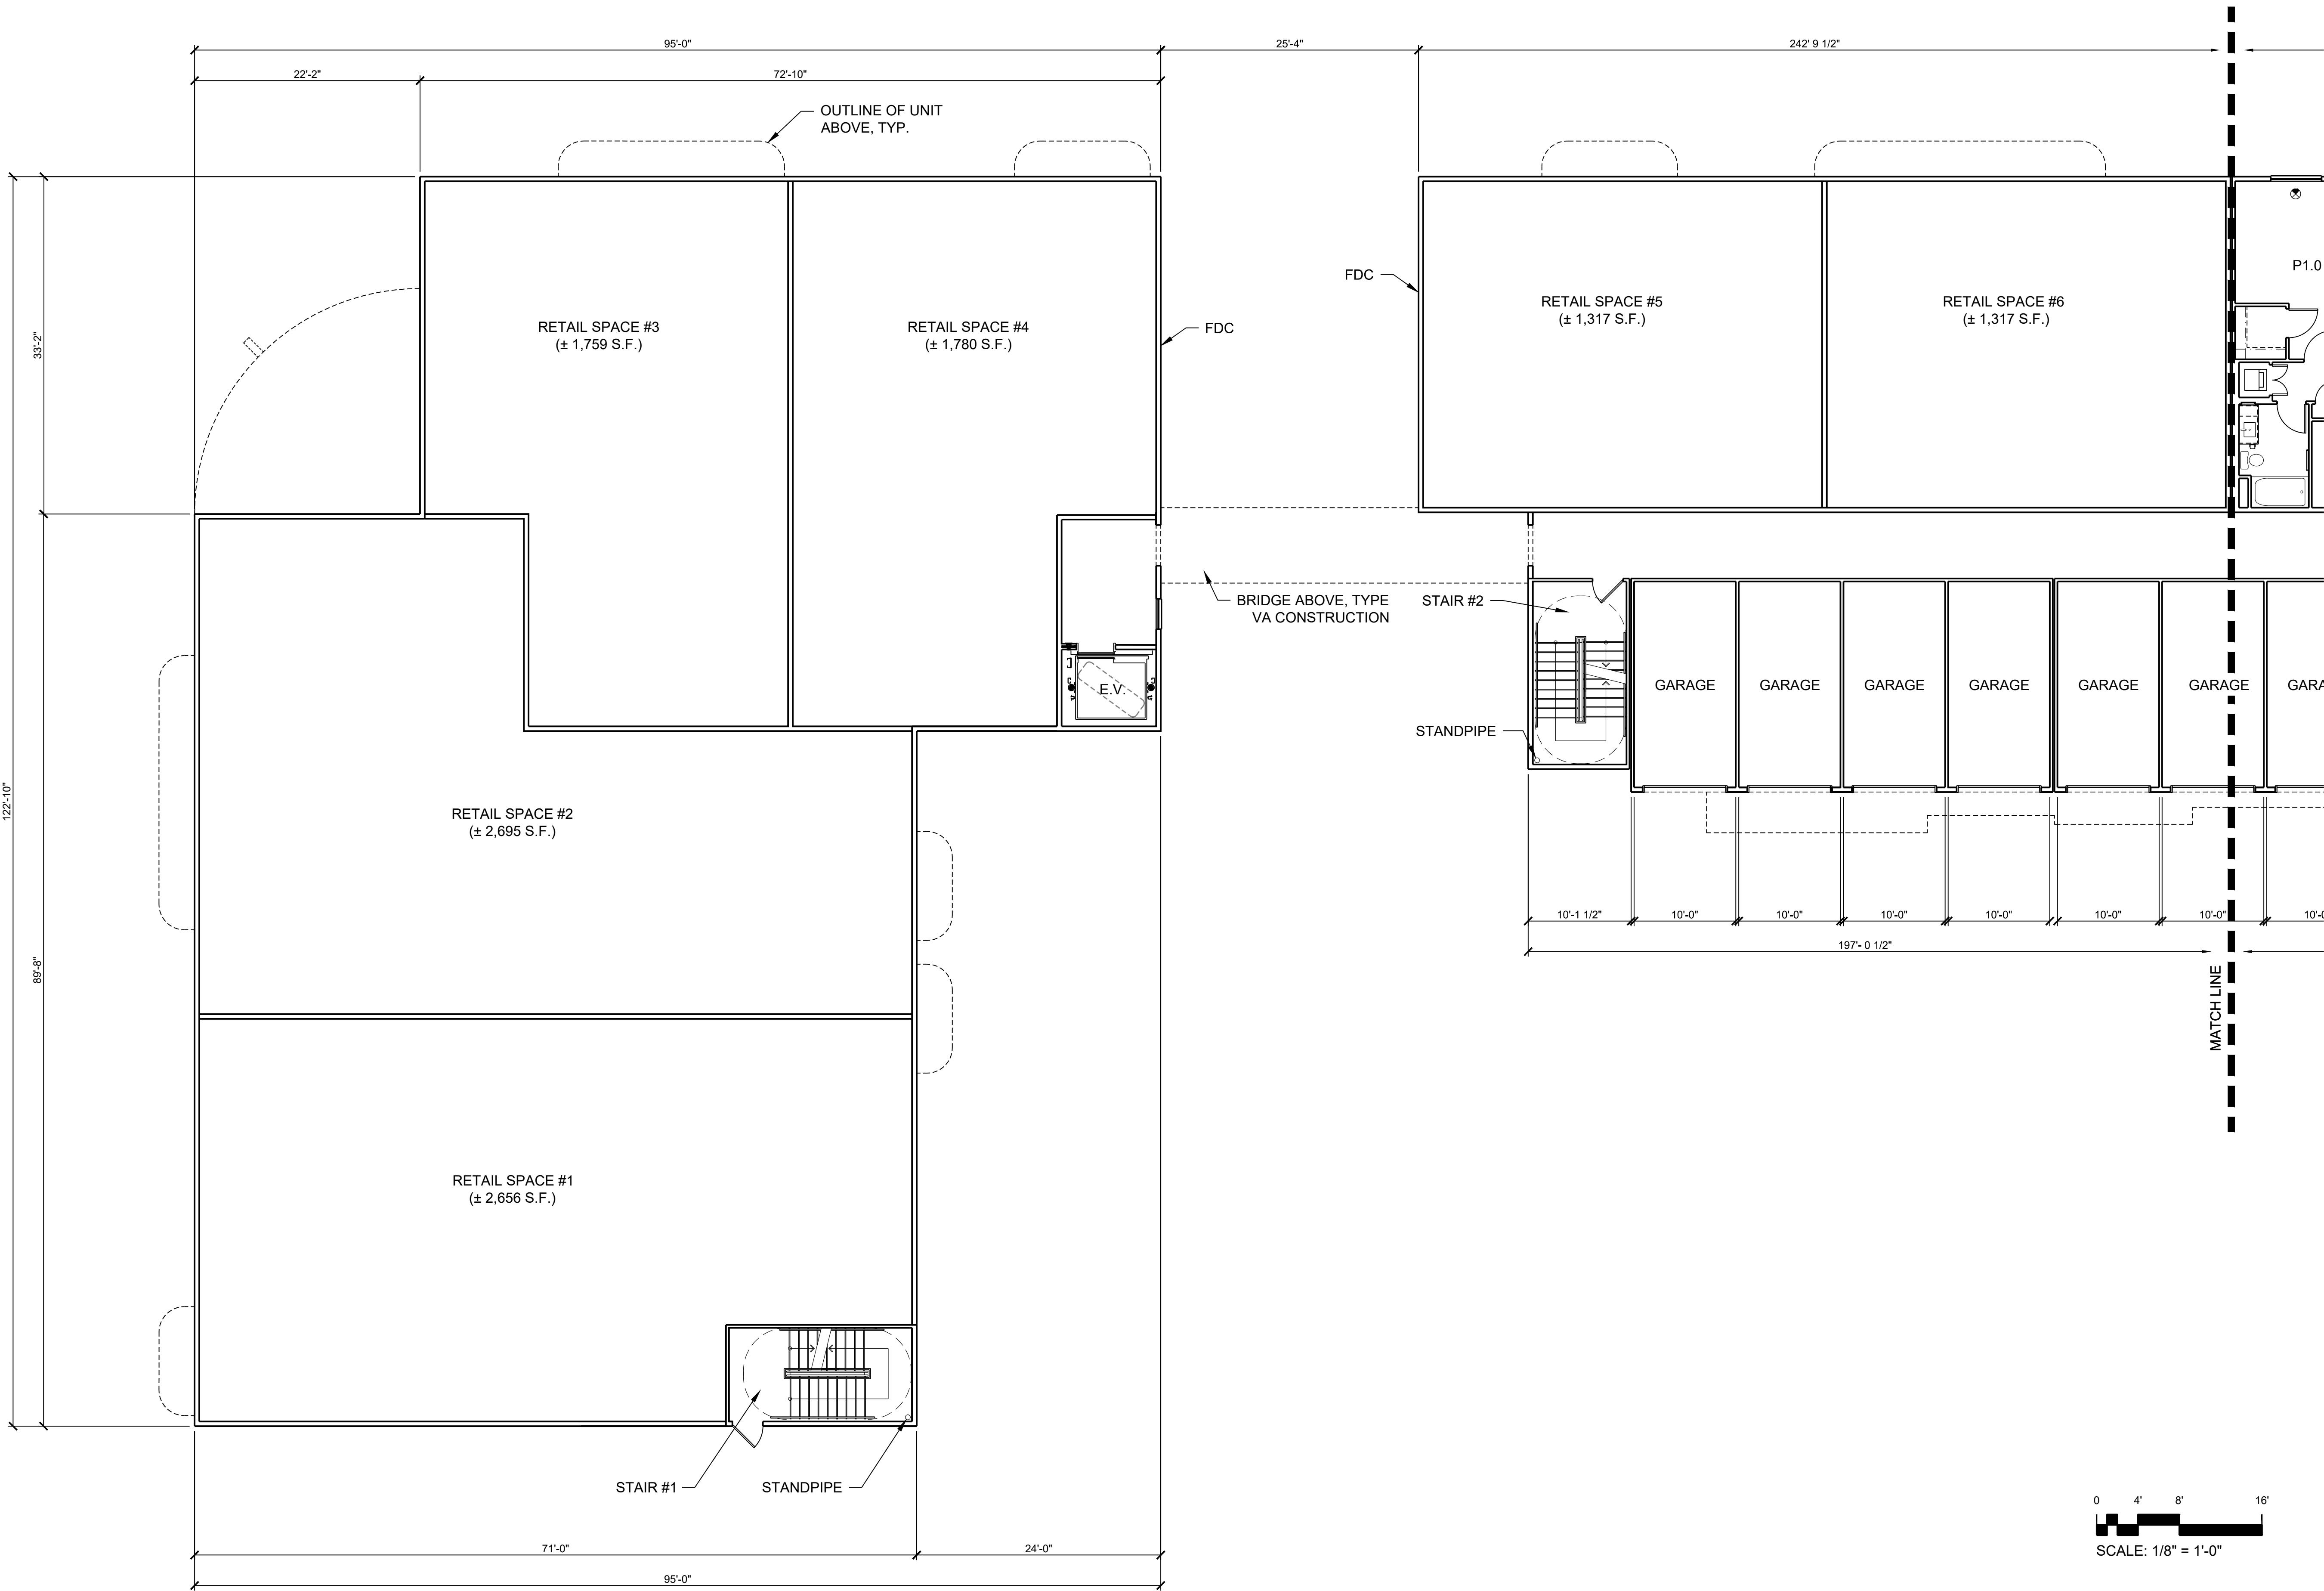 95'-0"
25'-4"
242' 9 1/2"
22'-2"
72'-10"
OUTLINE OF UNIT
ABOVE, TYP.
P1.0
FDC
RETAIL SPACE #5
(± 1,317 S.F.)
RETAIL SPACE #6
(± 1,317 S.F.)
RETAIL SPACE #3
(± 1,759 S.F.)
RETAIL SPACE #4
(± 1,780 S.F.)
FDC
33'-2"
BRIDGE ABOVE, TYPE
VA CONSTRUCTION
STAIR #2
E.V.
GARAGE
GARAGE
GARAGE
GARAGE
GARAGE
GARAGE
GARA
STANDPIPE
122'-10"
RETAIL SPACE #2
(± 2,695 S.F.)
10'-1 1/2"
10'-0"
10'-0"
10'-0"
10'-0"
10'-0"
10'-0"
10'-0
197'- 0 1/2"
89'-8"
MATCH LINE
RETAIL SPACE #1
(± 2,656 S.F.)
STAIR #1
STANDPIPE
0 4' 8' 16'
SCALE: 1/8" = 1'-0"
71'-0"
24'-0"
95'-0"